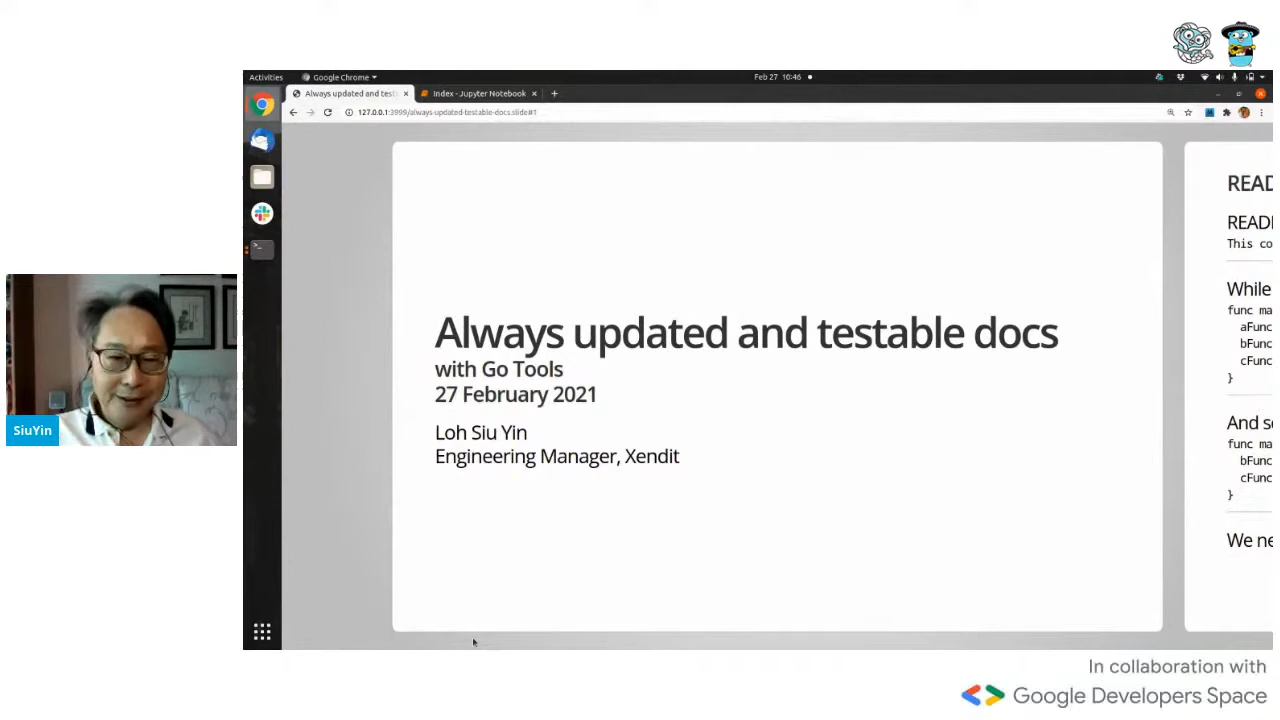 Activities
Google Chrome
Feb 27 10:46
Always updated and test
Index - Jupyter Notebook
127.0.0.1:3999/always-updated-testable-docs.slide#1
Always updated and testable docs
with Go Tools
27 February 2021
Loh Siu Yin
Engineering Manager, Xendit
READ
READ
This co
While
func ma
aFunc
bFunc
cFunc
}
And so
func ma
bFunc
cFunc
}
We ne
SiuYin
In collaboration with
Google Developers Space